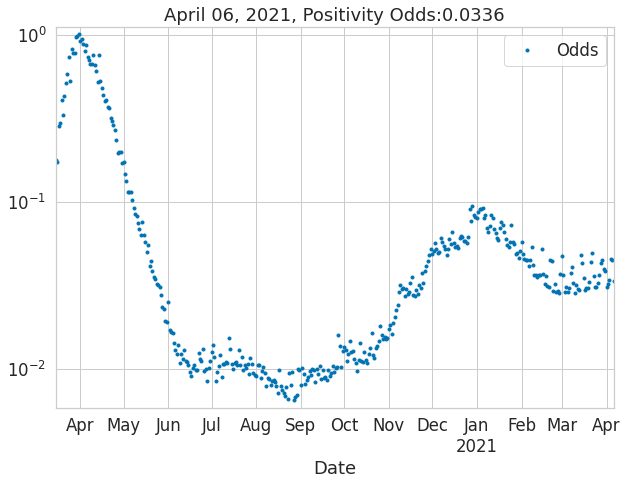 April 06, 2021, Positivity Odds:0.0336
Odds
10⁰
10⁻¹
10⁻²
Apr May Jun Jul Aug Sep Oct Nov Dec Jan Feb Mar Apr
2021
Date